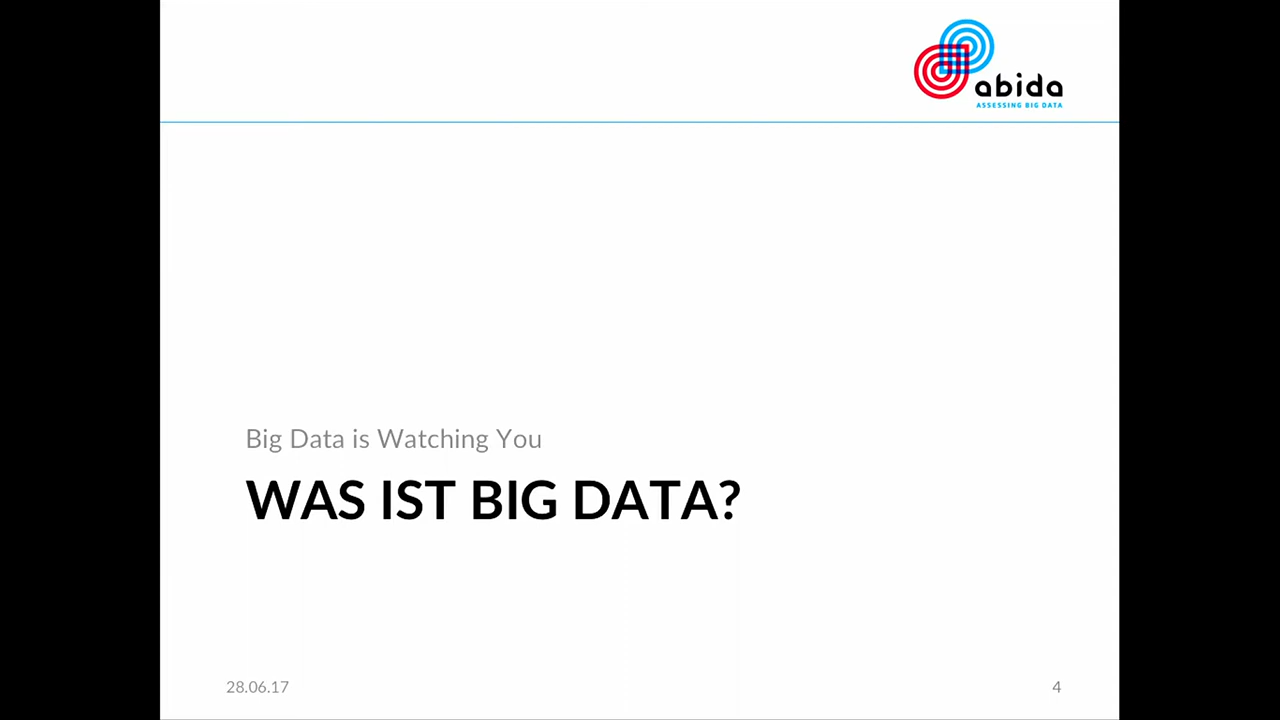 abida
ASSESSING BIG DATA
Big Data is Watching You
WAS IST BIG DATA?
28.06.17
4